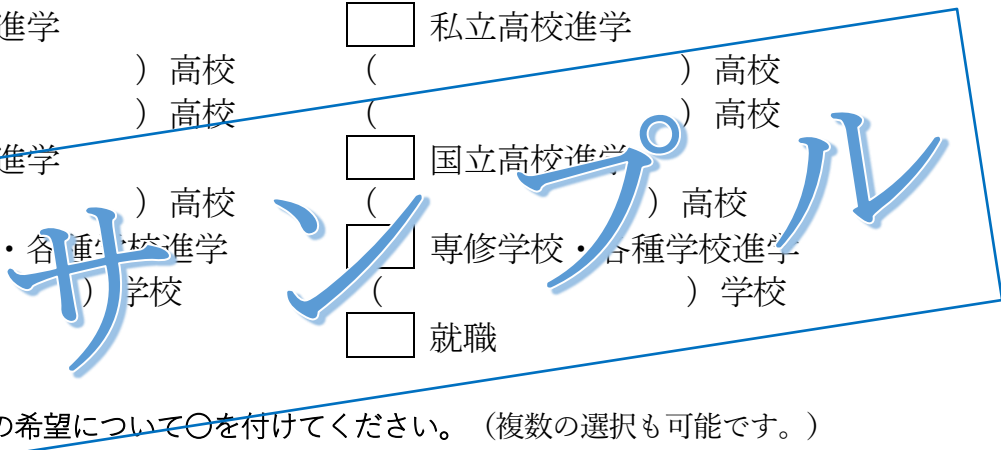 進学 私立高校進学
）高校 （ ）高校
）高校 （ ）高校
進学 国立高校進学
）高校 （ ）高校
・各種学校進学 専修学校・各種学校進学
）学校 （ ）学校
就職
の希望について〇を付けてください。（複数の選択も可能です。）
サンプル